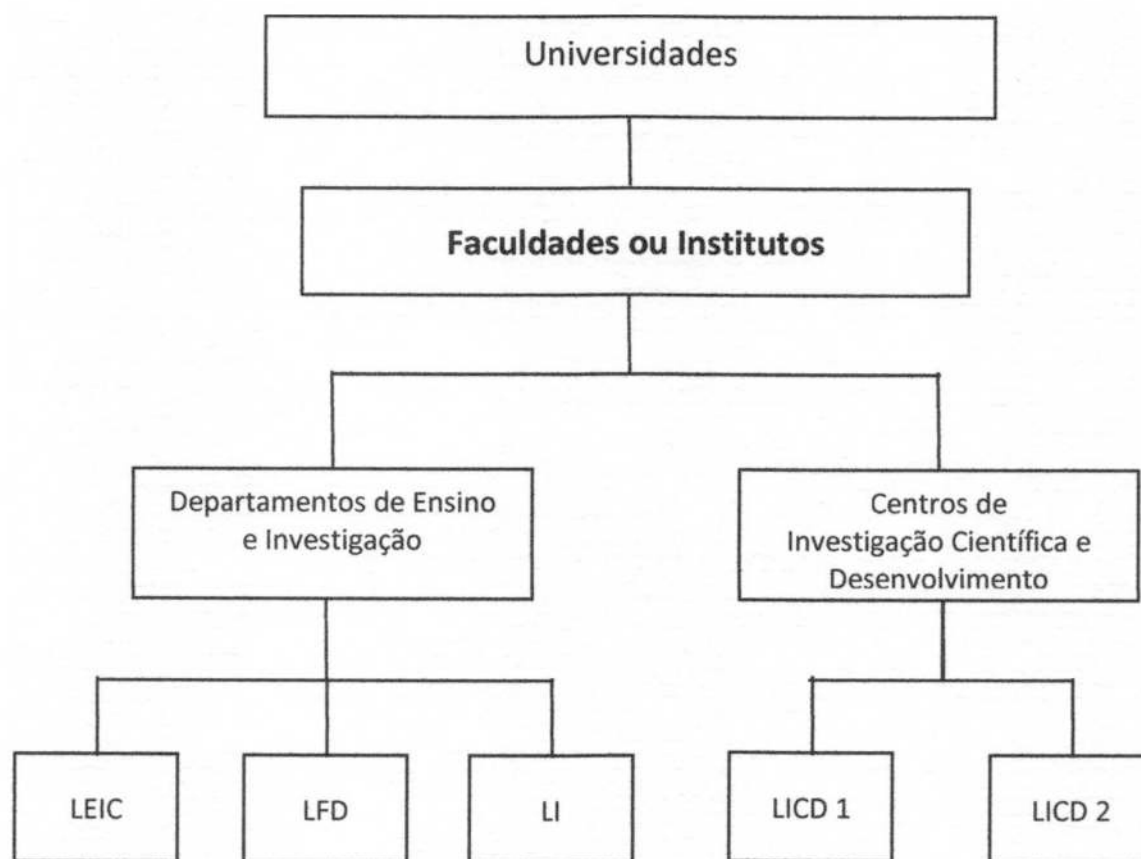 Universidades
Faculdades ou Institutos
Departamentos de Ensino
e Investigação
Centros de
Investigação Científica e
Desenvolvimento
LEIC
LFD
LI
LICD 1
LICD 2